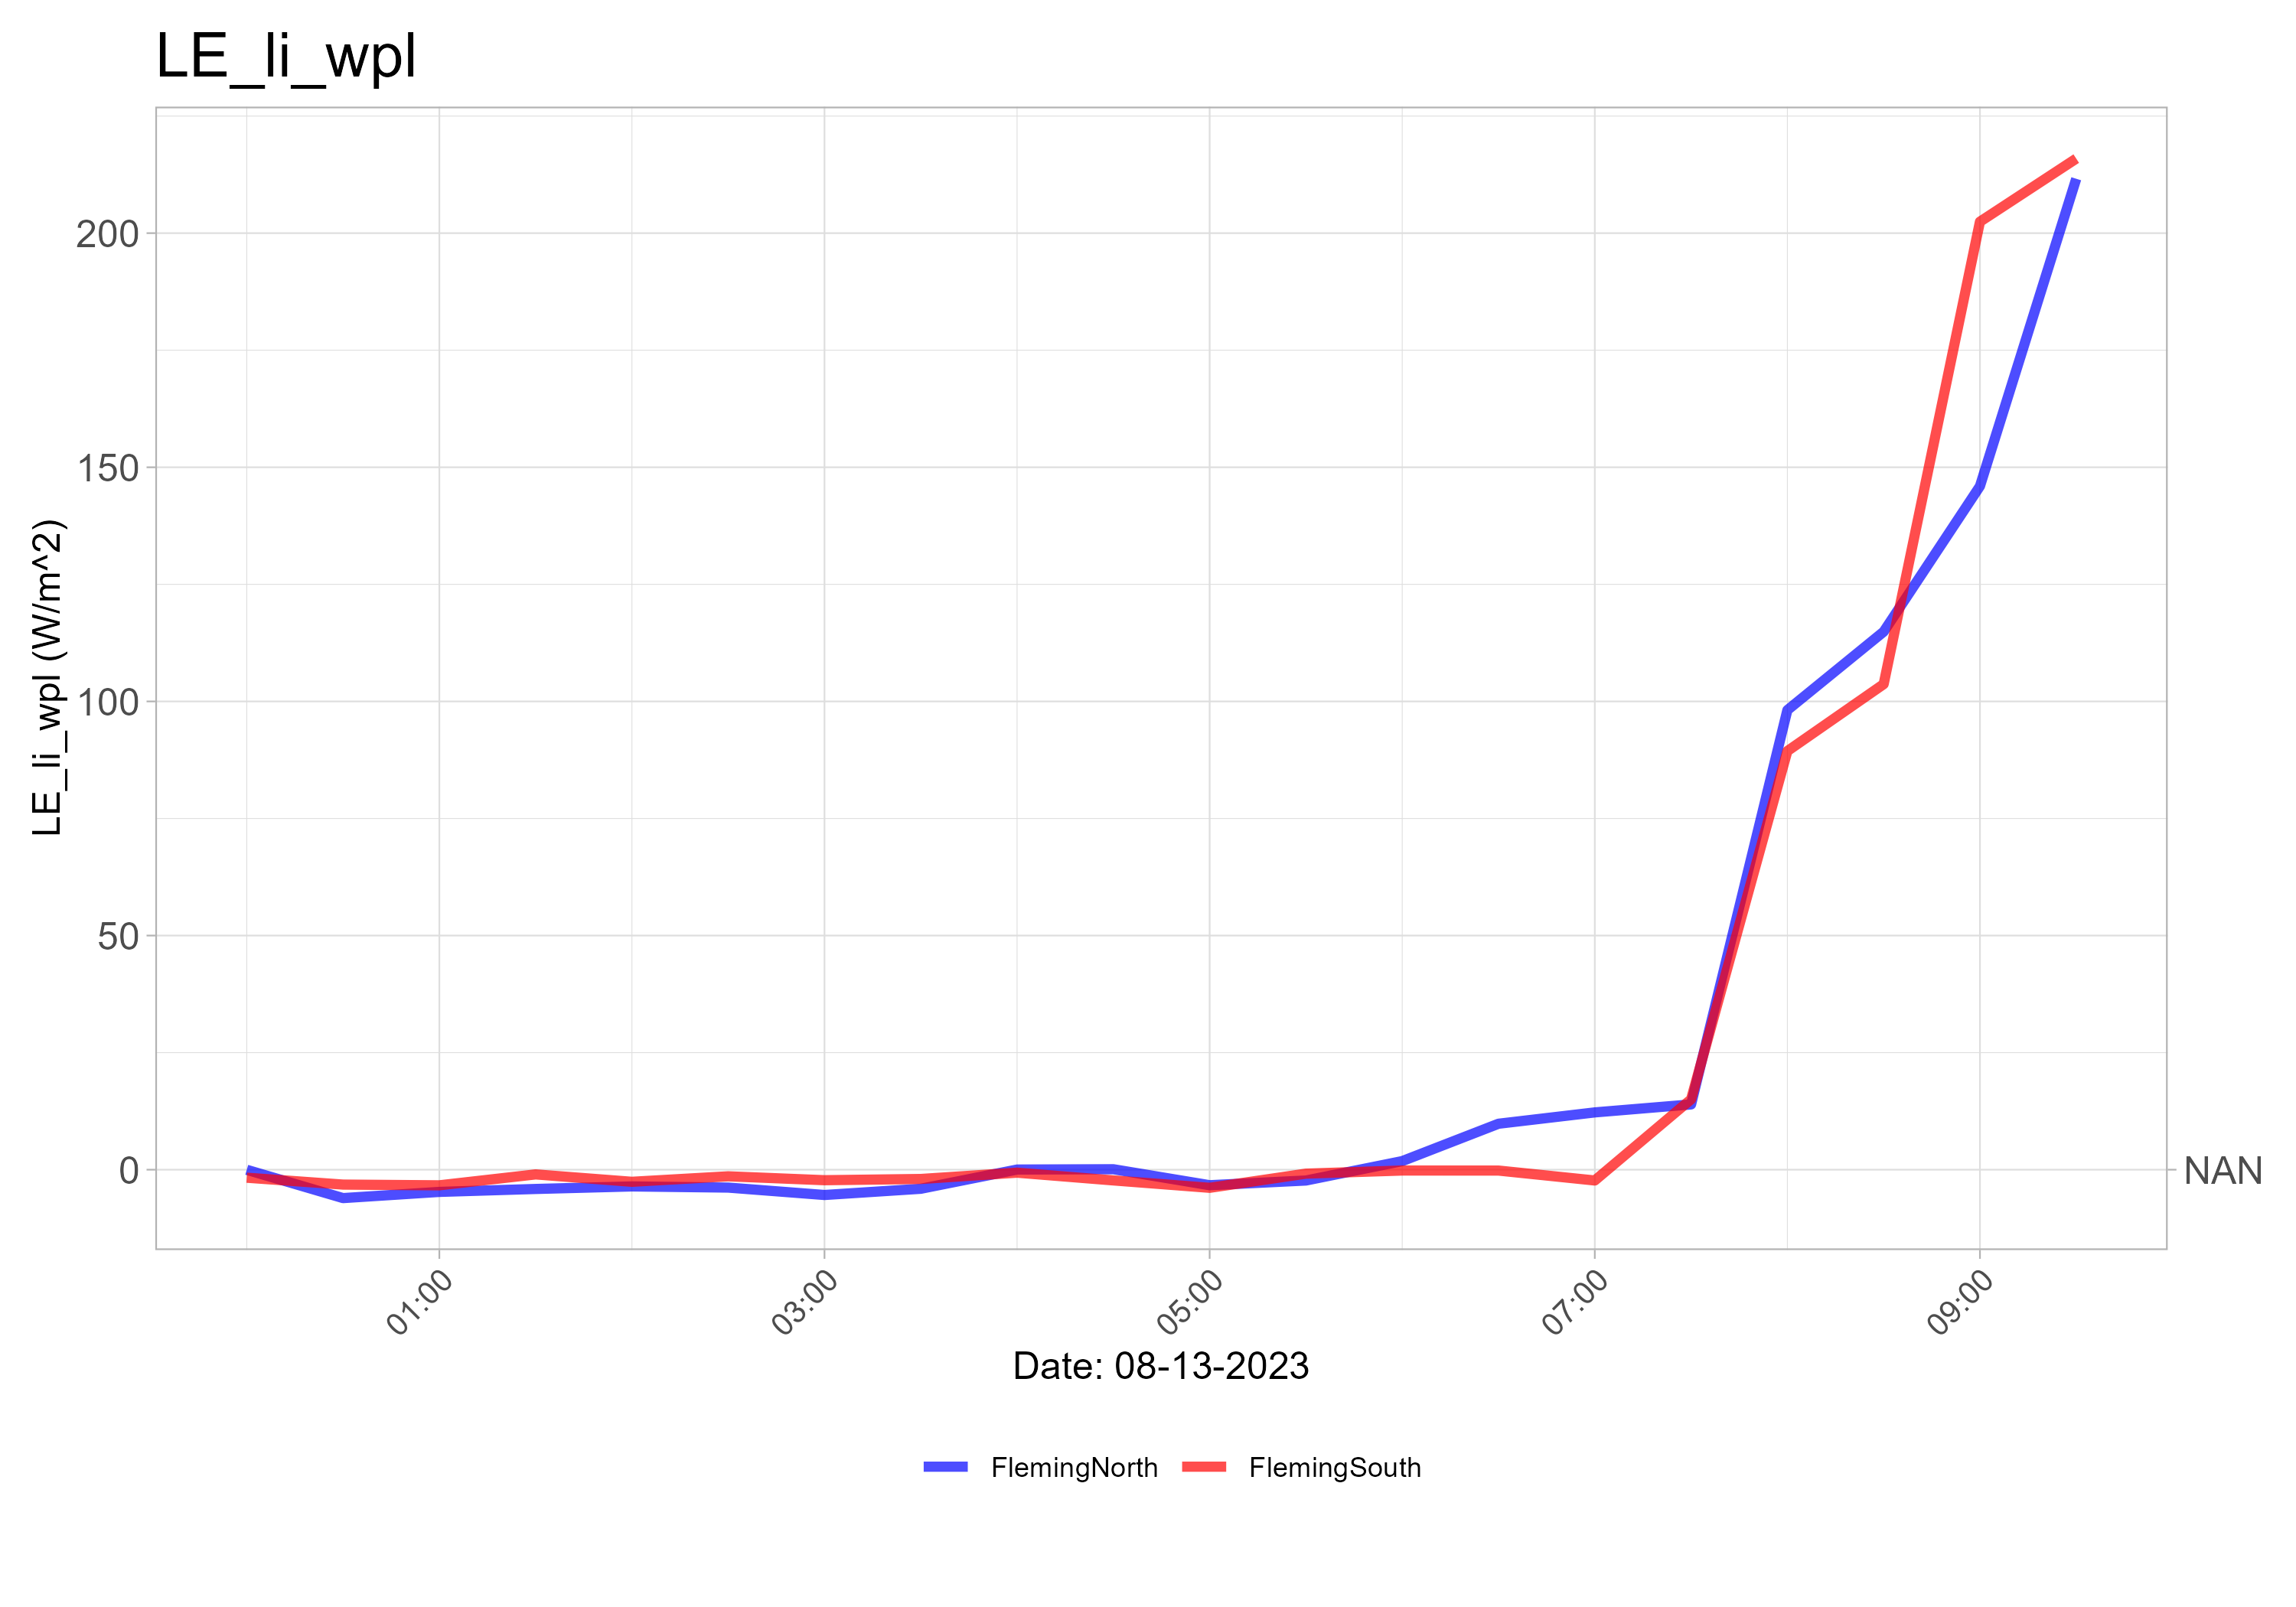 LE_li_wpl
LE_li_wpl (W/m^2)
200
150
100
50
0
NAN
01:00
03:00
05:00
07:00
09:00
Date: 08-13-2023
FlemingNorth
FlemingSouth